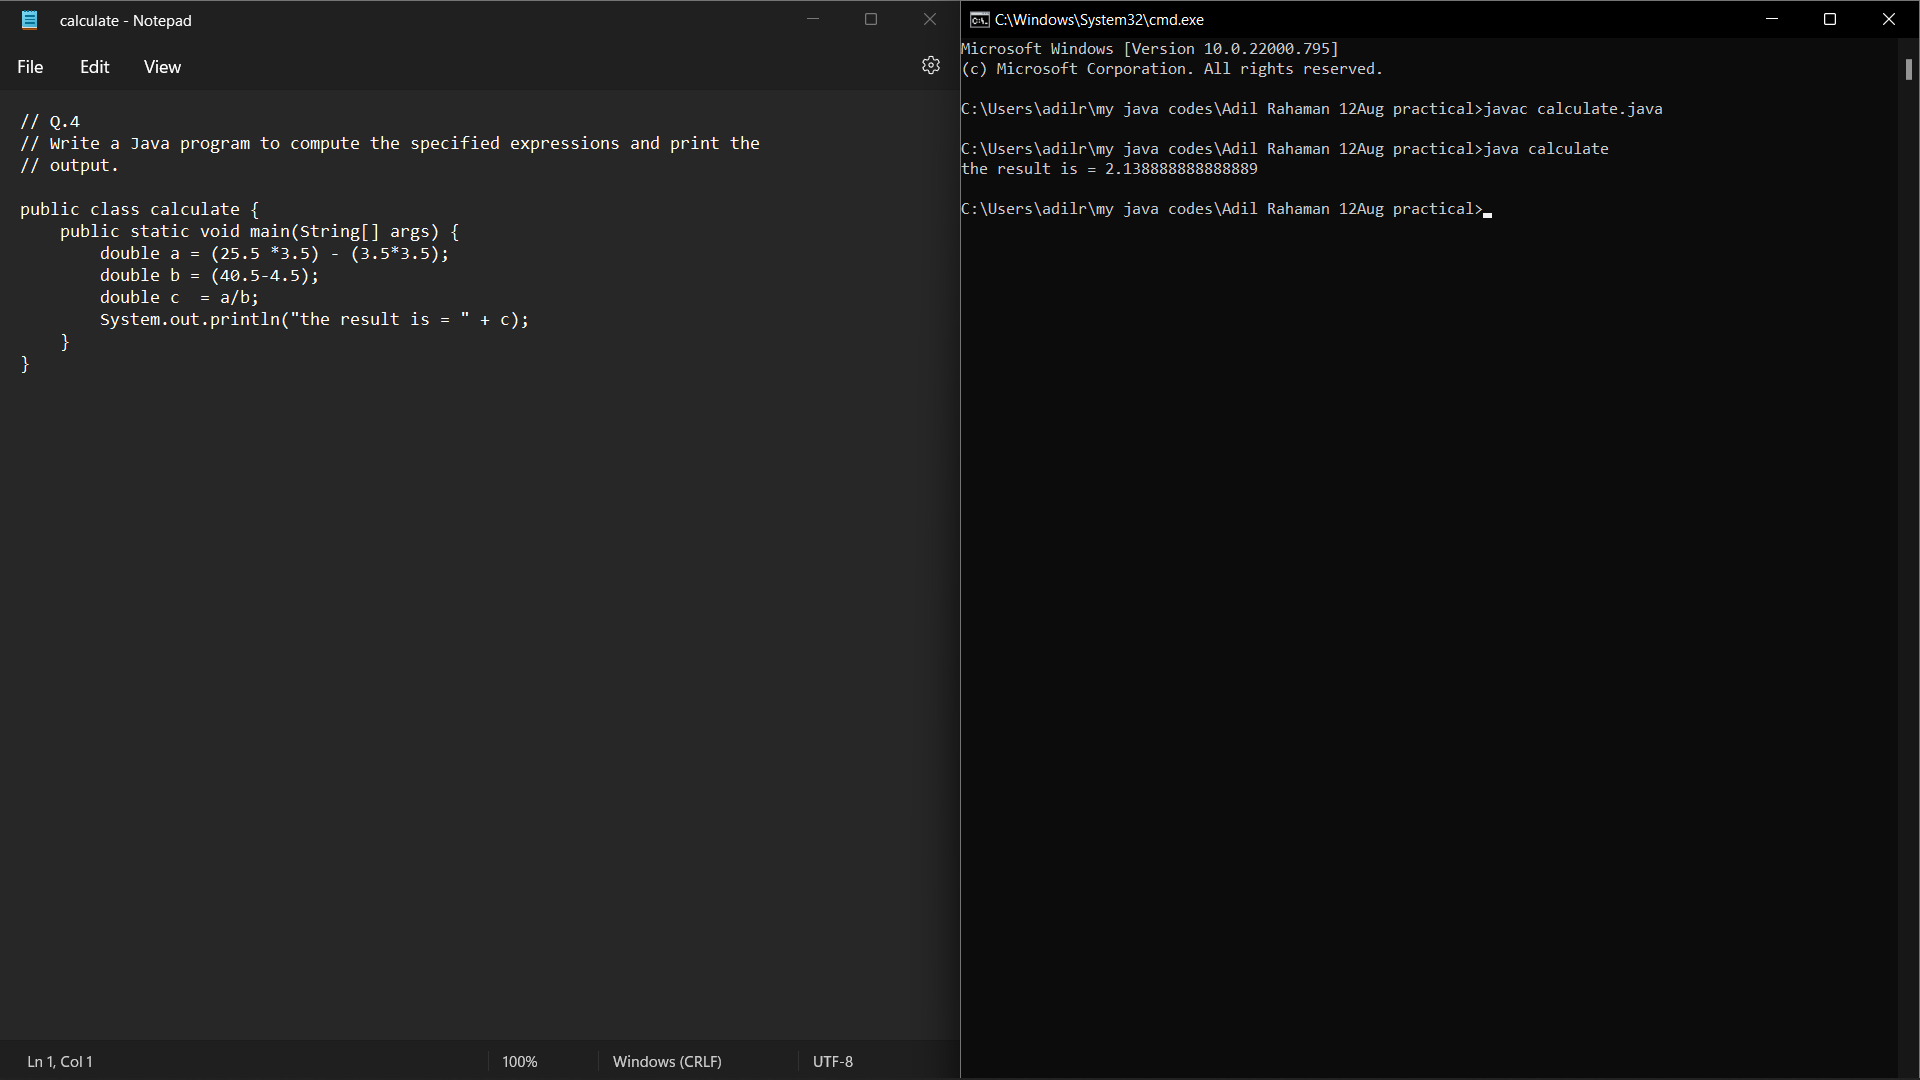 calculate - Notepad
File Edit View
// Q.4
// Write a Java program to compute the specified expressions and print the
// output.
public class calculate {
    public static void main(String[] args) {
        double a = (25.5 *3.5) - (3.5*3.5);
        double b = (40.5-4.5);
        double c  = a/b;
        System.out.println("the result is = " + c);
    }
}
Ln 1, Col 1 100% Windows (CRLF) UTF-8
C:\Windows\System32\cmd.exe
Microsoft Windows [Version 10.0.22000.795]
(c) Microsoft Corporation. All rights reserved.
C:\Users\adilr\my java codes\Adil Rahaman 12Aug practical>javac calculate.java
C:\Users\adilr\my java codes\Adil Rahaman 12Aug practical>java calculate
the result is = 2.138888888888889
C:\Users\adilr\my java codes\Adil Rahaman 12Aug practical>